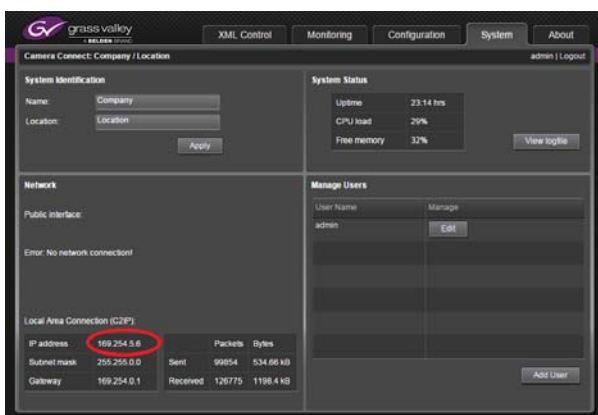 grass valley
A BELDEN BRAND
XML Control
Monitoring
Configuration
System
About
Camera Connect: Company / Location
admin | Logout
System Identification
Name: Company
Location: Location
Apply
System Status
Uptime 23:14 hrs
CPU load 29%
Free memory 32%
View logfile
Network
Public interface:
Error: No network connection!
Local Area Connection (C2IP):
IP address 169.254.5.6 Packets Bytes
Subnet mask 255.255.0.0 Sent 99854 534.66 kB
Gateway 169.254.0.1 Received 126775 1198.4 kB
Manage Users
User Name Manage
admin Edit
Add User